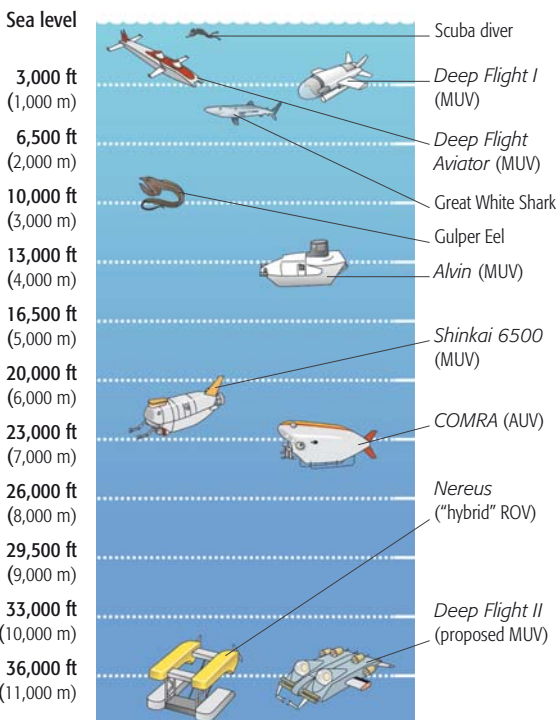 Sea level
3,000 ft
(1,000 m)
6,500 ft
(2,000 m)
10,000 ft
(3,000 m)
13,000 ft
(4,000 m)
16,500 ft
(5,000 m)
20,000 ft
(6,000 m)
23,000 ft
(7,000 m)
26,000 ft
(8,000 m)
29,500 ft
(9,000 m)
33,000 ft
(10,000 m)
36,000 ft
(11,000 m)
Scuba diver
Deep Flight I
(MUV)
Deep Flight
Aviator (MUV)
Great White Shark
Gulper Eel
Alvin (MUV)
Shinkai 6500
(MUV)
COMRA (AUV)
Nereus
("hybrid" ROV)
Deep Flight II
(proposed MUV)